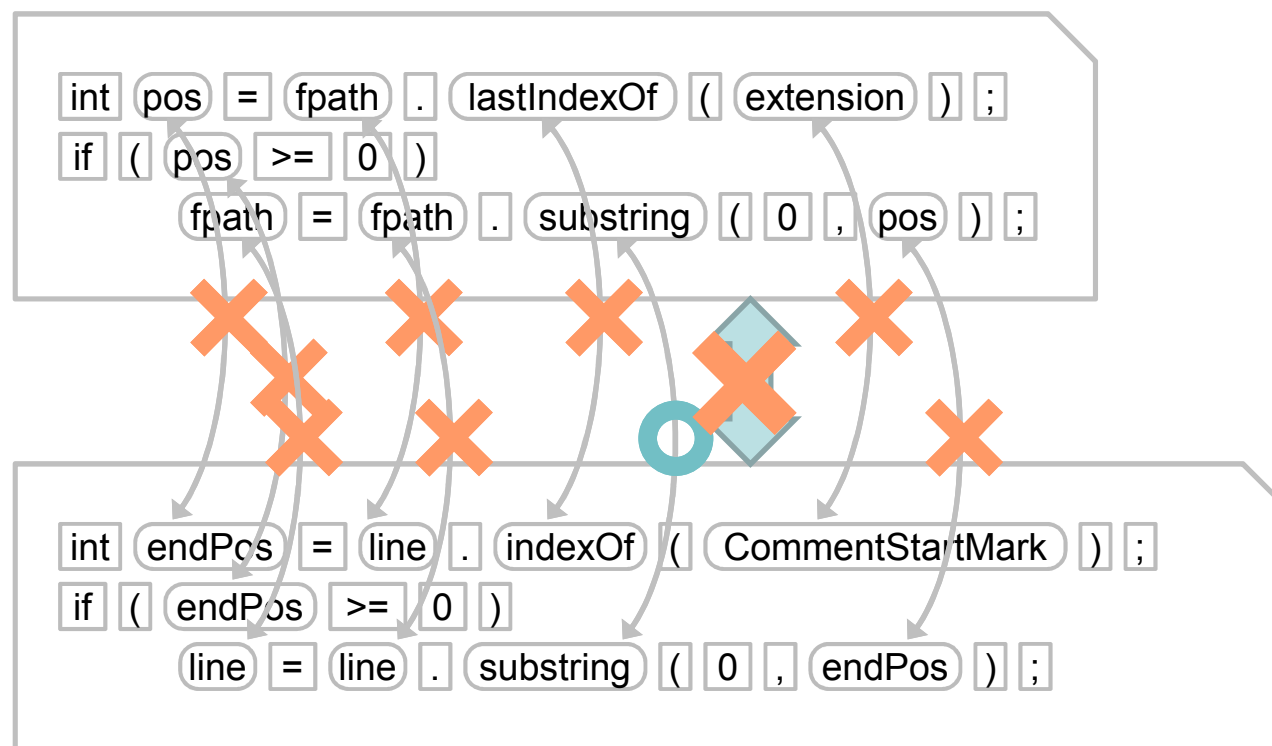 int pos = fpath . lastIndexOf ( extension ) ;
if ( pos >= 0 )
fpath = fpath . substring ( 0 , pos ) ;
int endPos = line . indexOf ( CommentStartMark ) ;
if ( endPos >= 0 )
line = line . substring ( 0 , endPos ) ;